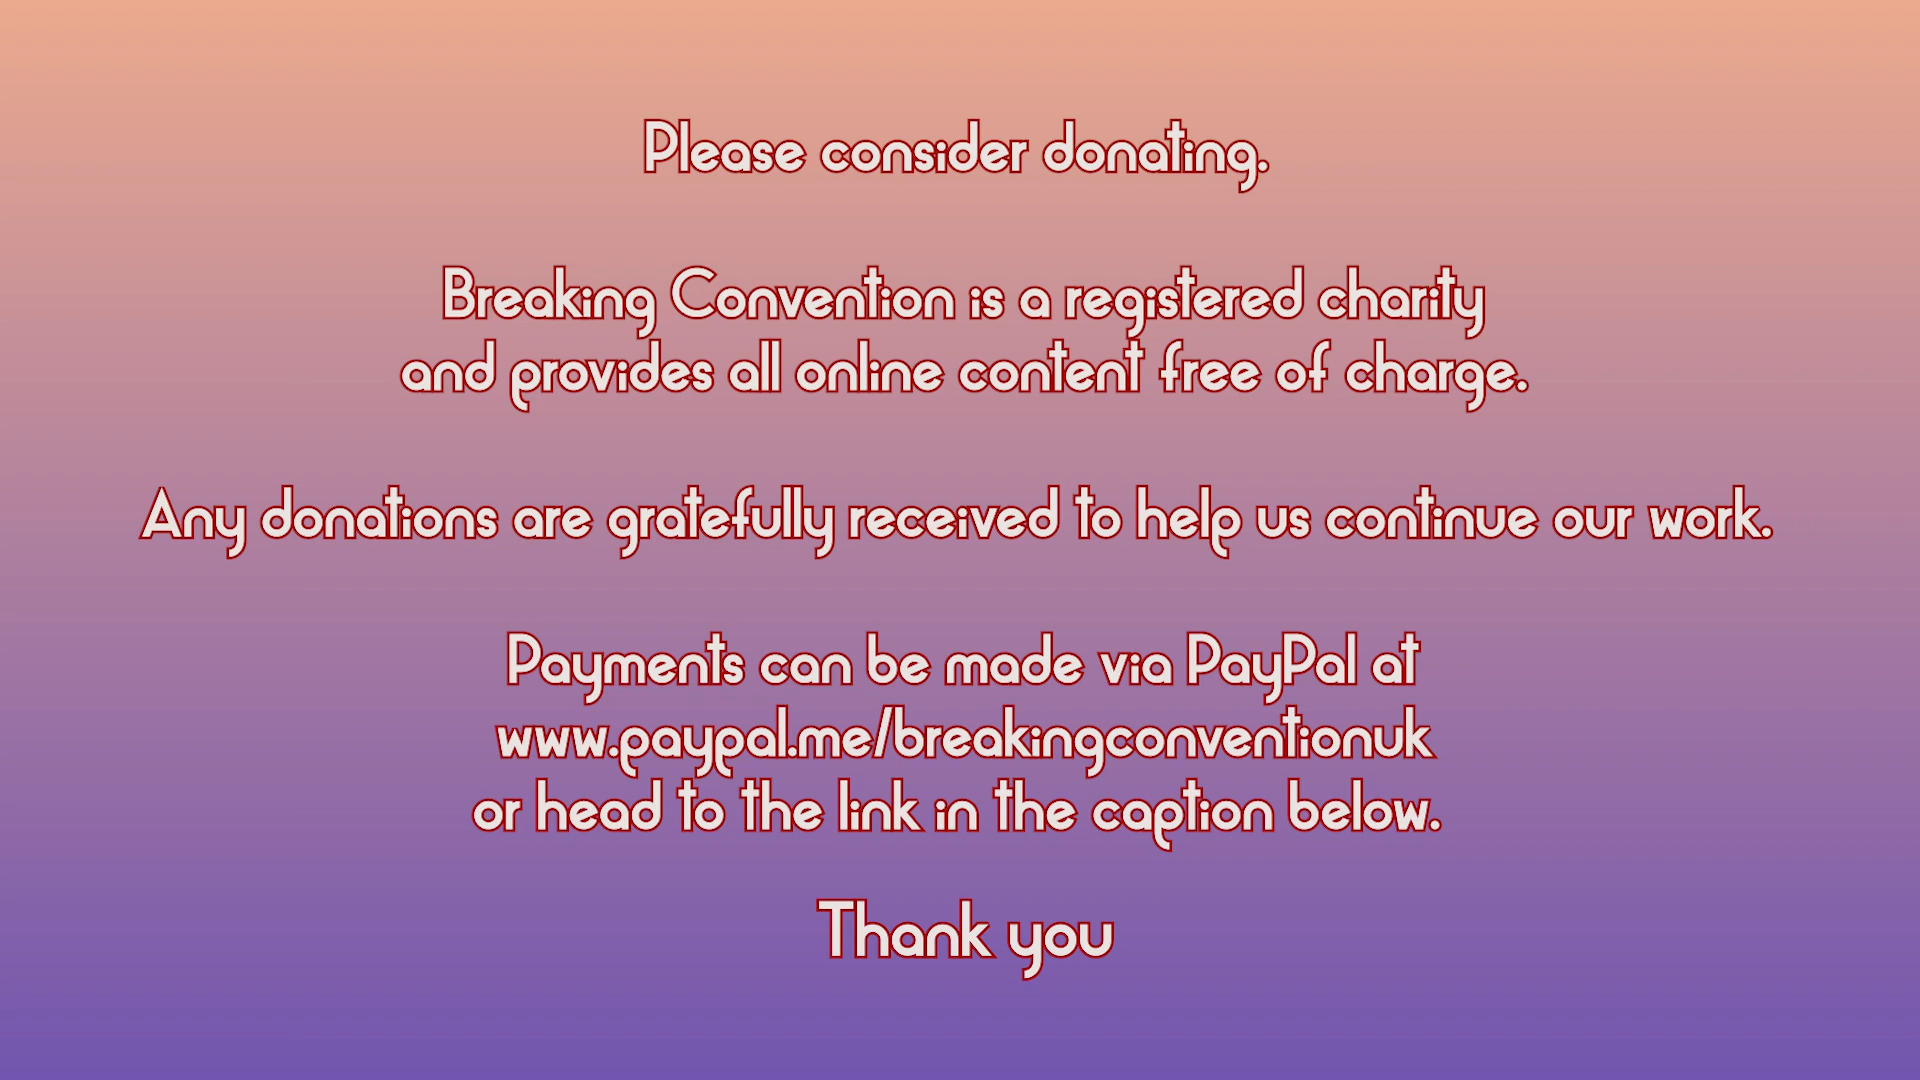 Please consider donating.
Breaking Convention is a registered charity
and provides all online content free of charge.
Any donations are gratefully received to help us continue our work.
Payments can be made via PayPal at
www.paypal.me/breakingconventionuk
or head to the link in the caption below.
Thank you